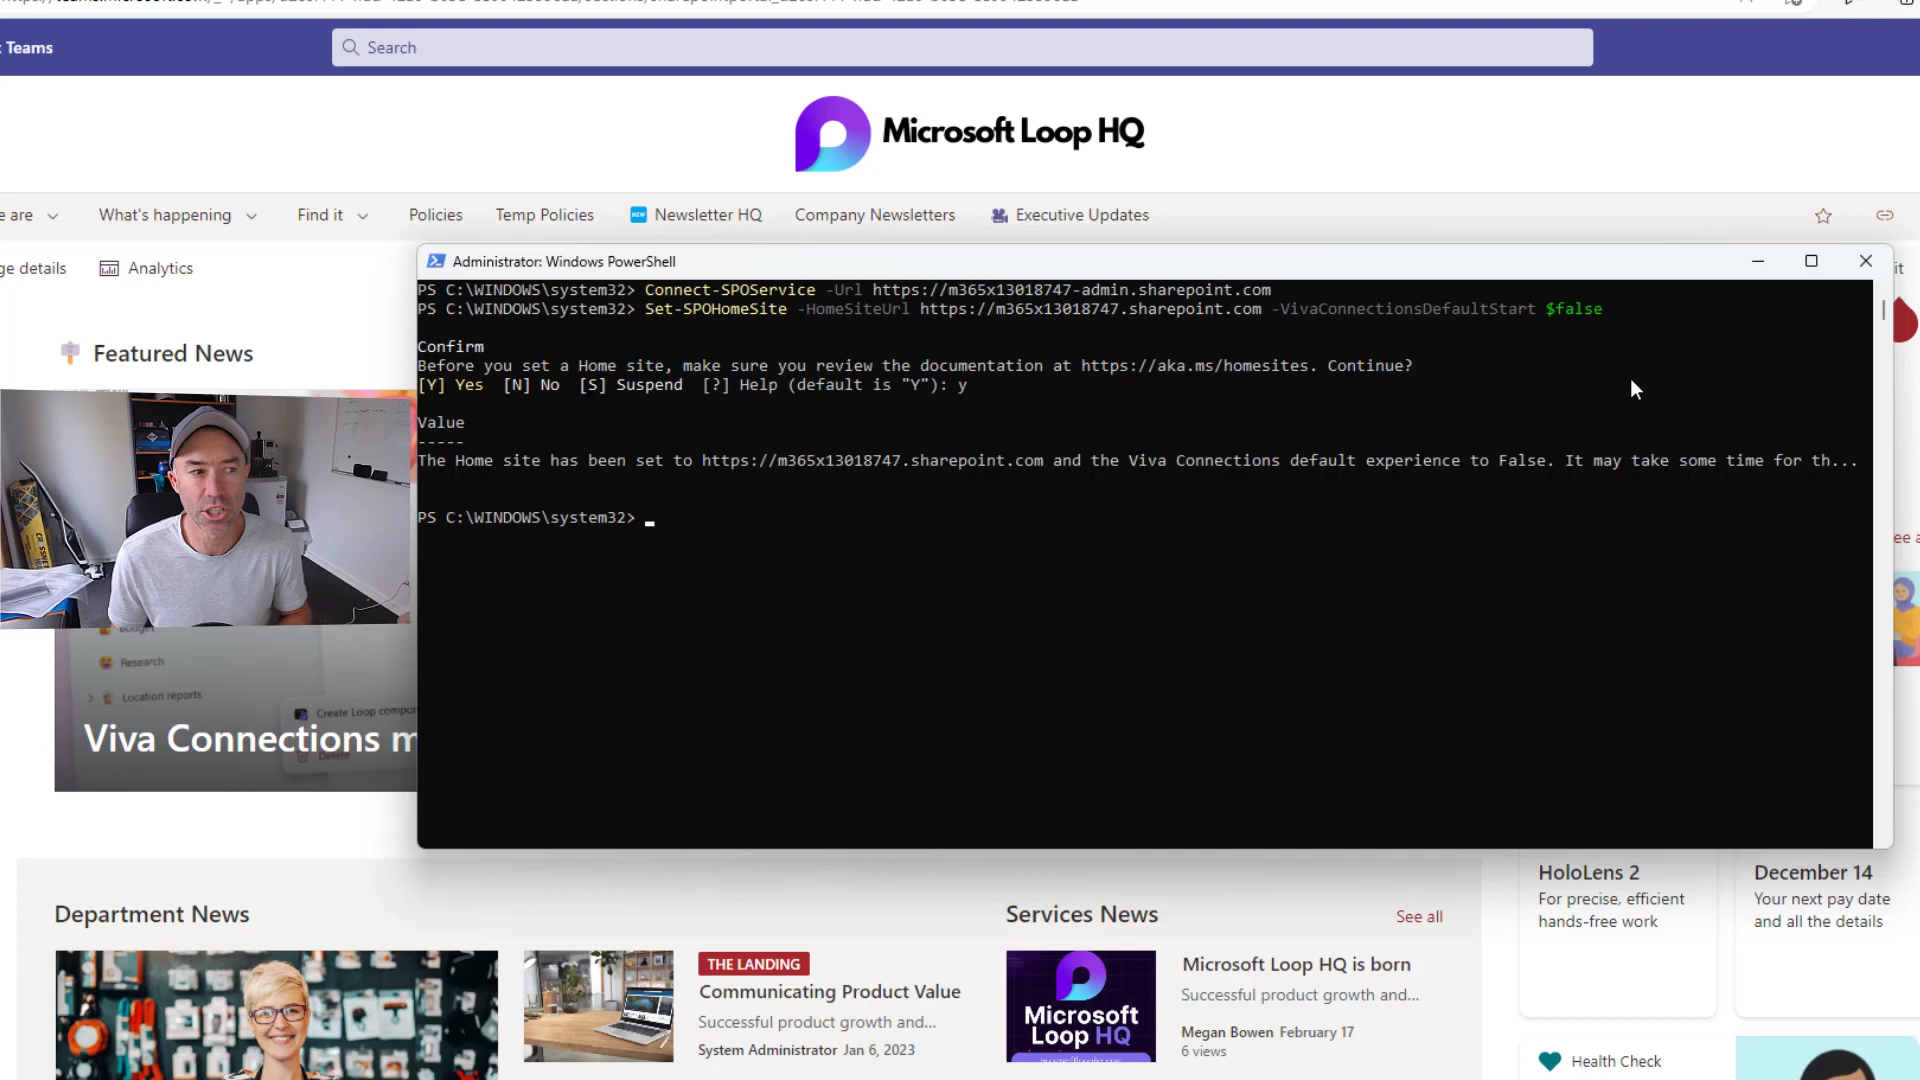 Teams
Search
Microsoft Loop HQ
e are
What's happening
Find it
Policies
Temp Policies
Newsletter HQ
Company Newsletters
Executive Updates
ge details
Analytics
Administrator: Windows PowerShell
PS C:\WINDOWS\system32> Connect-SPOService -Url https://m365x13018747-admin.sharepoint.com
PS C:\WINDOWS\system32> Set-SPOHomeSite -HomeSiteUrl https://m365x13018747.sharepoint.com -VivaConnectionsDefaultStart $false
Confirm
Before you set a Home site, make sure you review the documentation at https://aka.ms/homesites. Continue?
[Y] Yes  [N] No  [S] Suspend  [?] Help (default is "Y"): y
Value
-----
The Home site has been set to https://m365x13018747.sharepoint.com and the Viva Connections default experience to False. It may take some time for th...
PS C:\WINDOWS\system32>
Featured News
Budget
Research
Location reports
Create Loop compor
Delete
Viva Connections m
Department News
Services News
See all
THE LANDING
Communicating Product Value
Successful product growth and...
System Administrator Jan 6, 2023
Microsoft
Loop HQ
Microsoft Loop HQ is born
Successful product growth and...
Megan Bowen February 17
6 views
HoloLens 2
For precise, efficient
hands-free work
December 14
Your next pay date
and all the details
Health Check